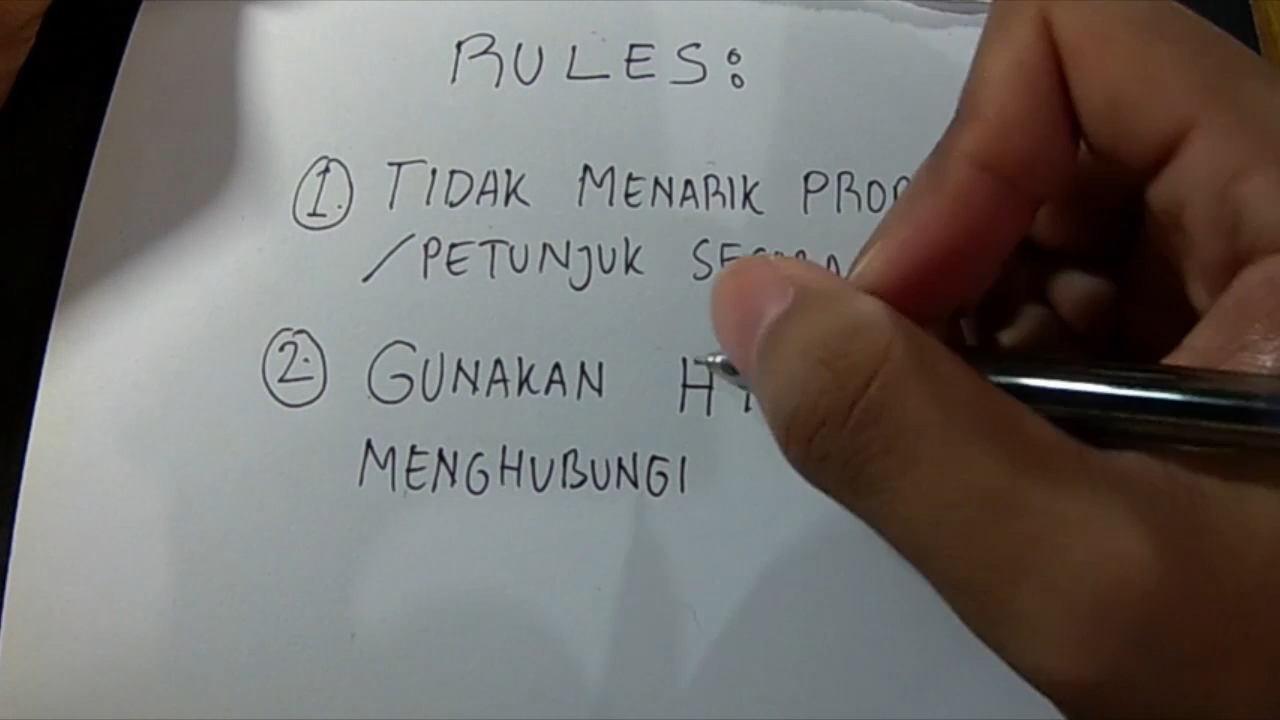 RULES:
1. TIDAK MENARIK
/PETUNJUK
2. GUNAKAN
MENGHUBUNGI